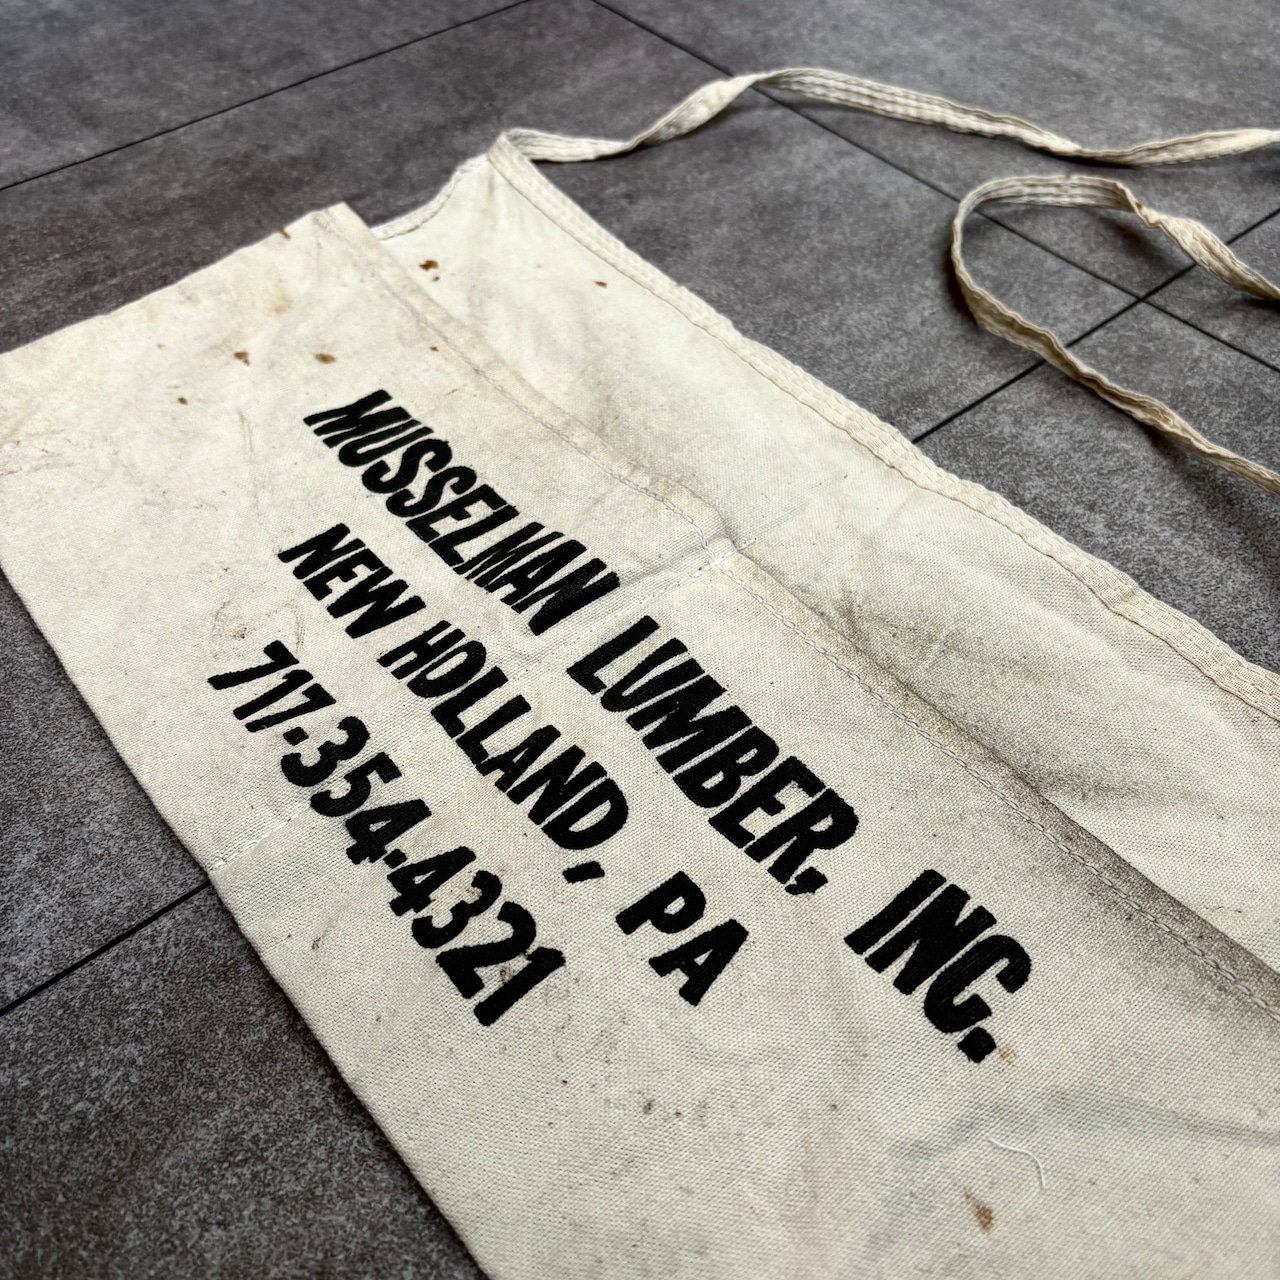 MUSSELMAN LUMBER, INC.
NEW HOLLAND, PA
717-354-4321